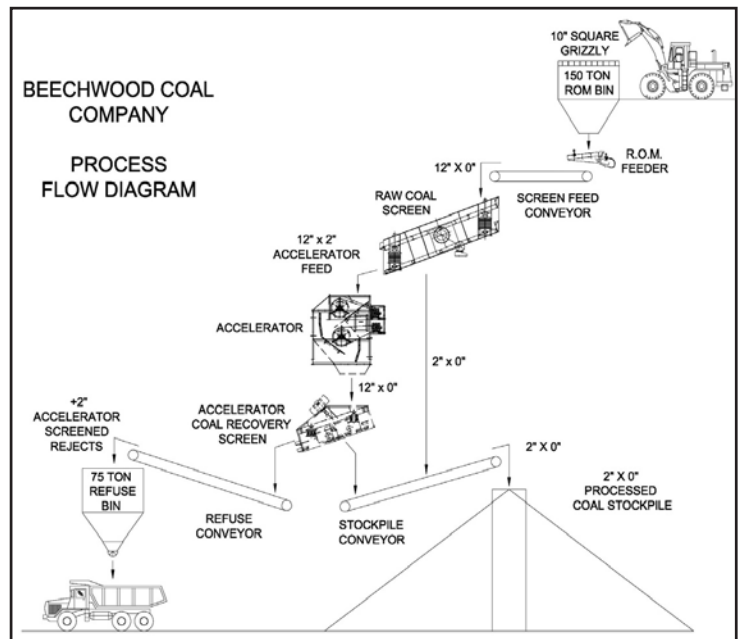 BEECHWOOD COAL
COMPANY
PROCESS
FLOW DIAGRAM
10" SQUARE
GRIZZLY
150 TON
ROM BIN
R.O.M.
FEEDER
12" X 0"
SCREEN FEED
CONVEYOR
RAW COAL
SCREEN
12" x 2"
ACCELERATOR
FEED
ACCELERATOR
2" x 0"
12" x 0"
ACCELERATOR
COAL RECOVERY
SCREEN
+2"
ACCELERATOR
SCREENED
REJECTS
75 TON
REFUSE
BIN
REFUSE
CONVEYOR
STOCKPILE
CONVEYOR
2" X 0"
2" X 0"
PROCESSED
COAL STOCKPILE